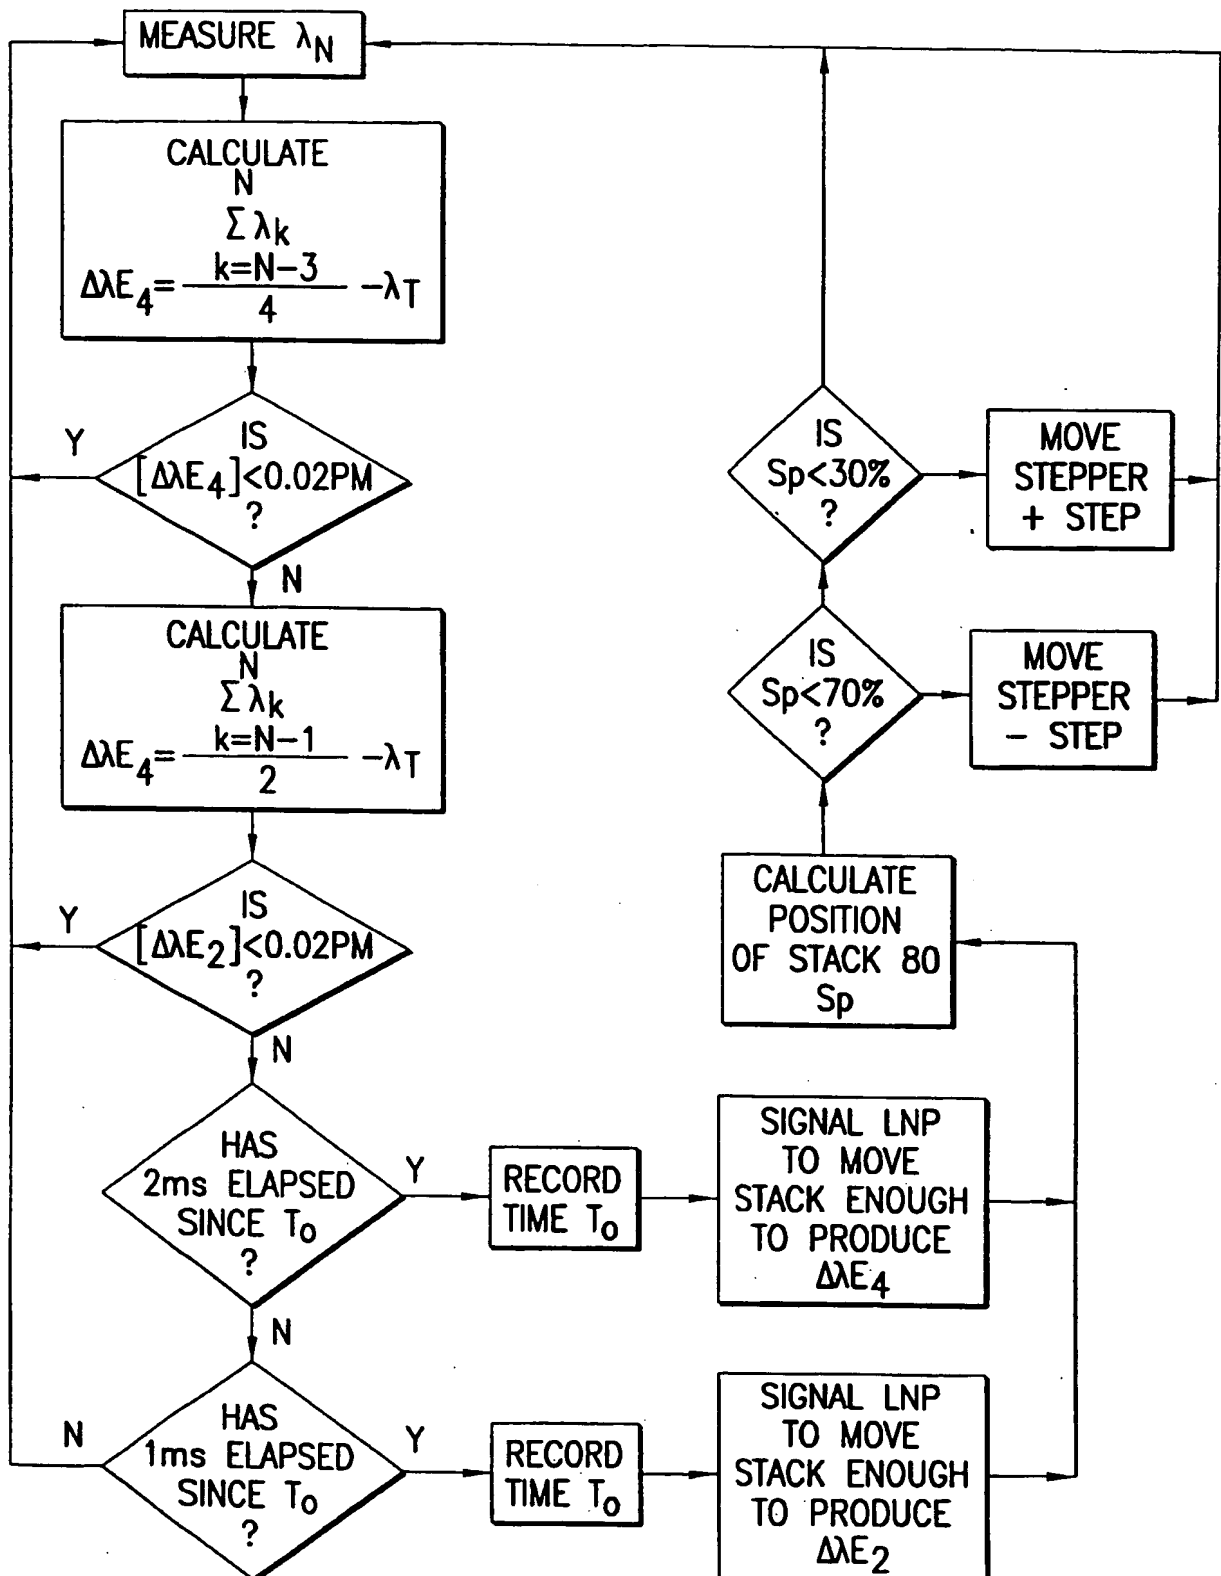 MEASURE λN
CALCULATE
N
Σ λk
k=N-3
ΔλE4= 4 -λT
Y
IS
[ΔλE4]<0.02PM
?
N
CALCULATE
N
Σ λk
k=N-1
ΔλE4= 2 -λT
Y
IS
[ΔλE2]<0.02PM
?
N
HAS
2ms ELAPSED
SINCE To
?
Y
RECORD
TIME To
SIGNAL LNP
TO MOVE
STACK ENOUGH
TO PRODUCE
ΔλE4
N
HAS
1ms ELAPSED
SINCE To
?
N
Y
RECORD
TIME To
SIGNAL LNP
TO MOVE
STACK ENOUGH
TO PRODUCE
ΔλE2
CALCULATE
POSITION
OF STACK 80
Sp
IS
Sp<70%
?
MOVE
STEPPER
- STEP
IS
Sp<30%
?
MOVE
STEPPER
+ STEP